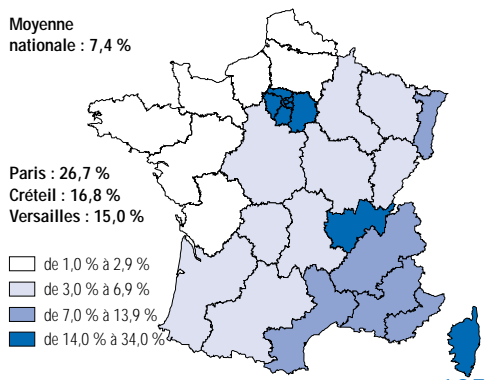 Moyenne
nationale : 7,4 %
Paris : 26,7 %
Créteil : 16,8 %
Versailles : 15,0 %
de 1,0 % à 2,9 %
de 3,0 % à 6,9 %
de 7,0 % à 13,9 %
de 14,0 % à 34,0 %